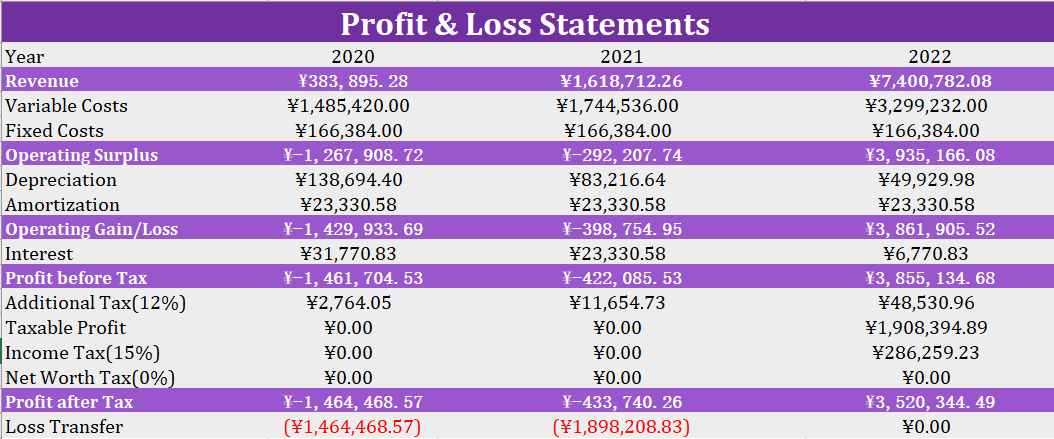 Profit & Loss Statements
Year 2020 2021 2022
Revenue ¥383, 895. 28 ¥1,618,712.26 ¥7,400,782.08
Variable Costs ¥1,485,420.00 ¥1,744,536.00 ¥3,299,232.00
Fixed Costs ¥166,384.00 ¥166,384.00 ¥166,384.00
Operating Surplus ¥−1, 267, 908. 72 ¥−292, 207. 74 ¥3, 935, 166. 08
Depreciation ¥138,694.40 ¥83,216.64 ¥49,929.98
Amortization ¥23,330.58 ¥23,330.58 ¥23,330.58
Operating Gain/Loss ¥−1, 429, 933. 69 ¥−398, 754. 95 ¥3, 861, 905. 52
Interest ¥31,770.83 ¥23,330.58 ¥6,770.83
Profit before Tax ¥−1, 461, 704. 53 ¥−422, 085. 53 ¥3, 855, 134. 68
Additional Tax(12%) ¥2,764.05 ¥11,654.73 ¥48,530.96
Taxable Profit ¥0.00 ¥0.00 ¥1,908,394.89
Income Tax(15%) ¥0.00 ¥0.00 ¥286,259.23
Net Worth Tax(0%) ¥0.00 ¥0.00 ¥0.00
Profit after Tax ¥−1, 464, 468. 57 ¥−433, 740. 26 ¥3, 520, 344. 49
Loss Transfer (¥1,464,468.57) (¥1,898,208.83) ¥0.00